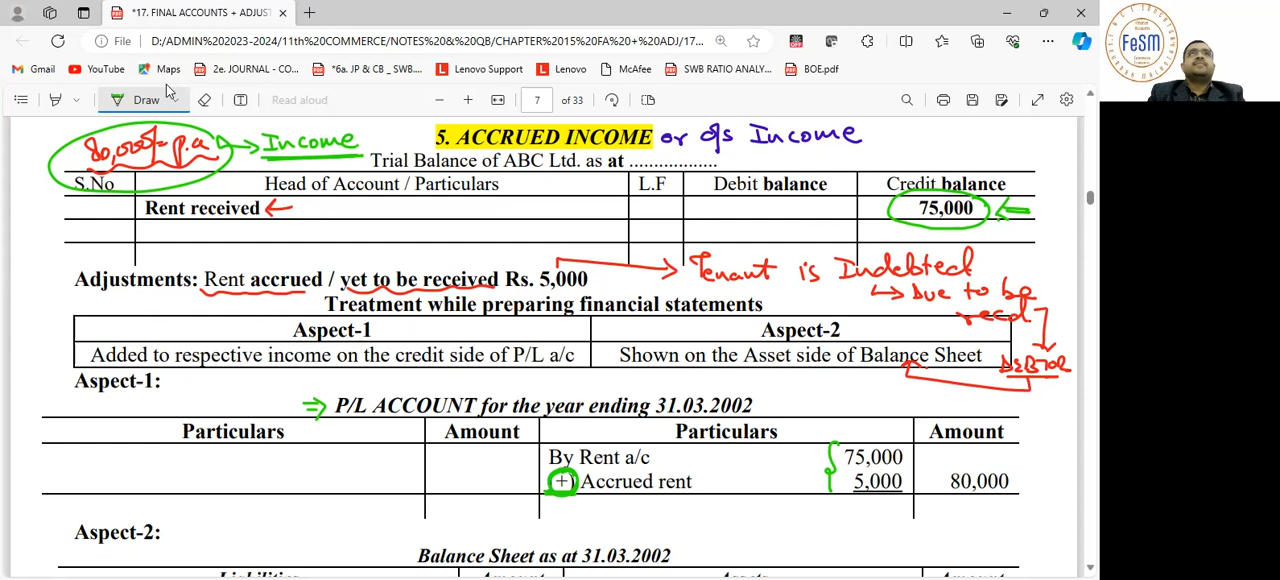 *17. FINAL ACCOUNTS + ADJUST
File D:/ADMIN%202023-2024/11th%20COMMERCE/NOTES%20&%20QB/CHAPTER%2015%20FA%20+%20ADJ/17...
Gmail YouTube Maps 2e. JOURNAL - CO... *6a. JP & CB _ SWB.... Lenovo Support Lenovo McAfee SWB RATIO ANALY... BOE.pdf
Draw Read aloud 7 of 33
FeSM
80,000/= p.a Income 5. ACCRUED INCOME or o/s Income
Trial Balance of ABC Ltd. as at ..................
S.No Head of Account / Particulars L.F Debit balance Credit balance
Rent received 75,000
Adjustments: Rent accrued / yet to be received Rs. 5,000 Tenant is Indebted
Due to be
recd
Treatment while preparing financial statements
Aspect-1 Aspect-2
Added to respective income on the credit side of P/L a/c Shown on the Asset side of Balance Sheet
DEBTOR
Aspect-1:
P/L ACCOUNT for the year ending 31.03.2002
Particulars Amount Particulars Amount
By Rent a/c 75,000
(+) Accrued rent 5,000 80,000
Aspect-2:
Balance Sheet as at 31.03.2002
Liabilities Amount Assets Amount